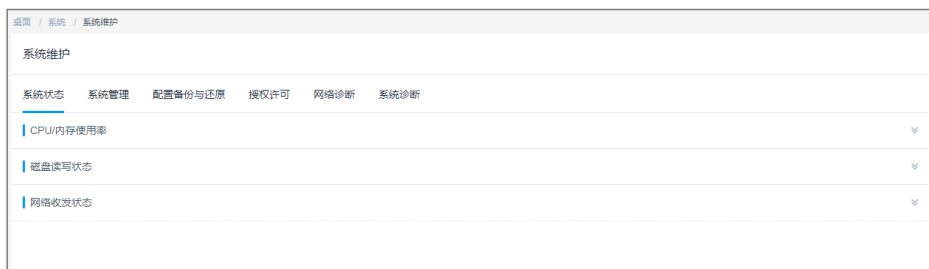 桌面 / 系统 / 系统维护
系统维护
系统状态 系统管理 配置备份与还原 授权许可 网络诊断 系统诊断
CPU/内存使用率
磁盘读写状态
网络收发状态